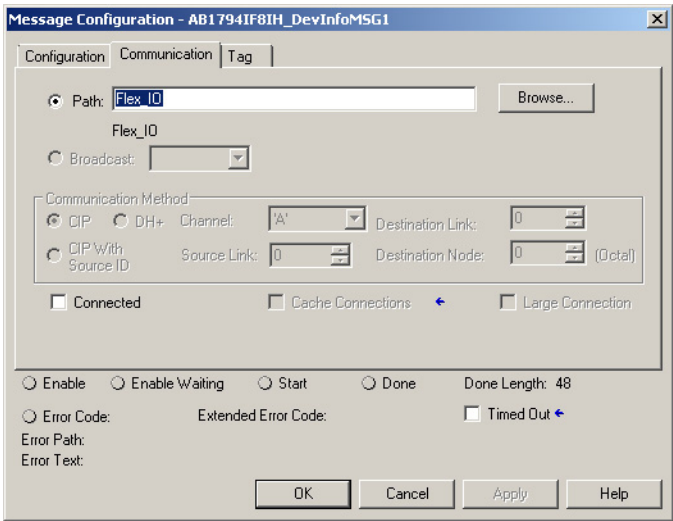 Message Configuration - AB1794IF8IH_DevInfoMSG1
Configuration Communication Tag
Path: Flex_IO Browse...
Flex_IO
Broadcast:
Communication Method
CIP DH+ Channel: 'A' Destination Link: 0
CIP With Source ID Source Link: 0 Destination Node: 0 (Octal)
Connected Cache Connections Large Connection
Enable Enable Waiting Start Done Done Length: 48
Error Code: Extended Error Code: Timed Out
Error Path:
Error Text:
OK Cancel Apply Help